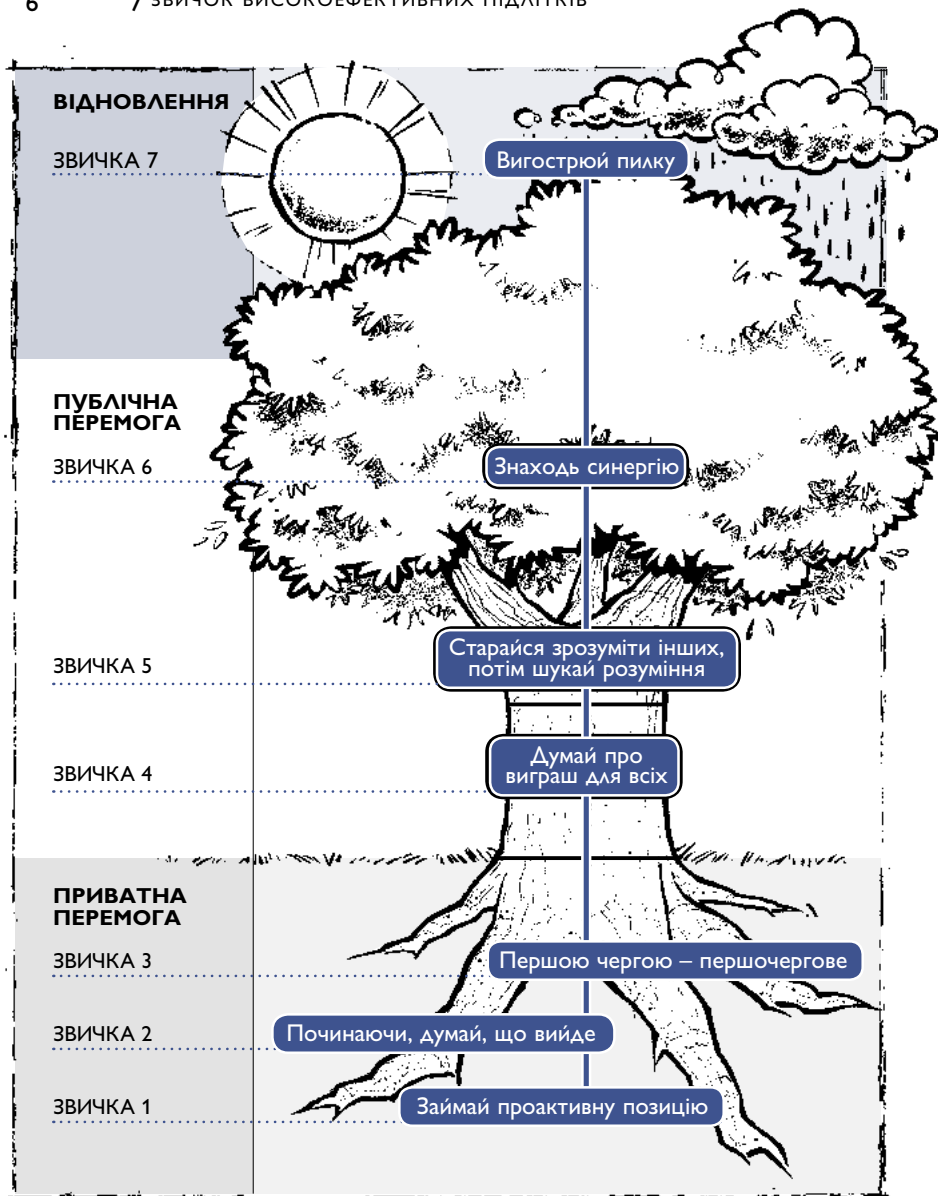 6 7 ЗВИЧОК ВИСОКОЕФЕКТИВНИХ ПІДЛІТКІВ
ВІДНОВЛЕННЯ
ЗВИЧКА 7
Вигострюй пилку
ПУБЛІЧНА
ПЕРЕМОГА
ЗВИЧКА 6
Знаходь синергію
ЗВИЧКА 5
Старайся зрозуміти інших,
потім шукай розуміння
ЗВИЧКА 4
Думай про
виграш для всіх
ПРИВАТНА
ПЕРЕМОГА
ЗВИЧКА 3
Першою чергою – першочергове
ЗВИЧКА 2
Починаючи, думай, що вийде
ЗВИЧКА 1
Займай проактивну позицію